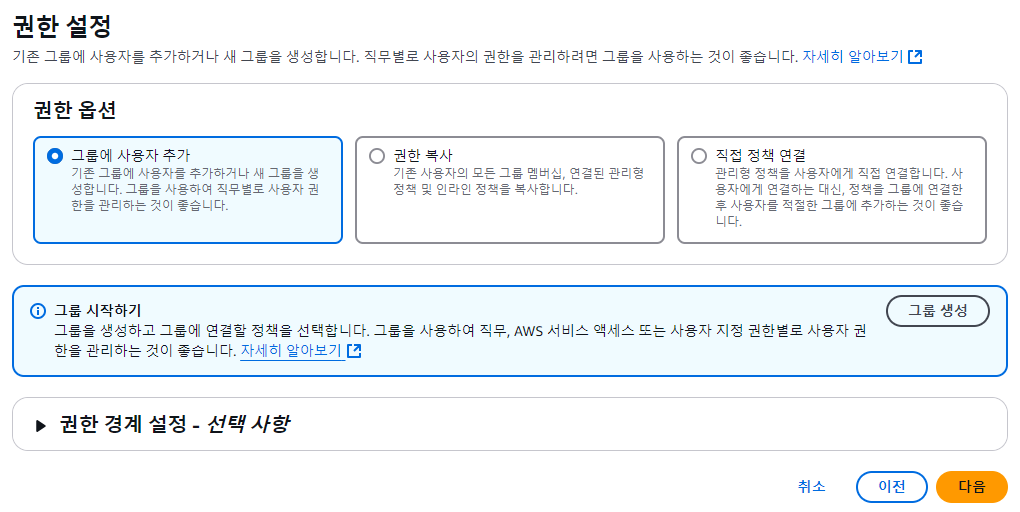 권한 설정
기존 그룹에 사용자를 추가하거나 새 그룹을 생성합니다. 직무별로 사용자의 권한을 관리하려면 그룹을 사용하는 것이 좋습니다. 자세히 알아보기
권한 옵션
그룹에 사용자 추가
기존 그룹에 사용자를 추가하거나 새 그룹을 생
성합니다. 그룹을 사용하여 직무별로 사용자 권
한을 관리하는 것이 좋습니다.
권한 복사
기존 사용자의 모든 그룹 멤버십, 연결된 관리형
정책 및 인라인 정책을 복사합니다.
직접 정책 연결
관리형 정책을 사용자에게 직접 연결합니다. 사
용자에게 연결하는 대신, 정책을 그룹에 연결한
후 사용자를 적절한 그룹에 추가하는 것이 좋습
니다.
그룹 시작하기
그룹을 생성하고 그룹에 연결할 정책을 선택합니다. 그룹을 사용하여 직무, AWS 서비스 액세스 또는 사용자 지정 권한별로 사용자 권
한을 관리하는 것이 좋습니다. 자세히 알아보기
그룹 생성
권한 경계 설정 - 선택 사항
취소
이전
다음